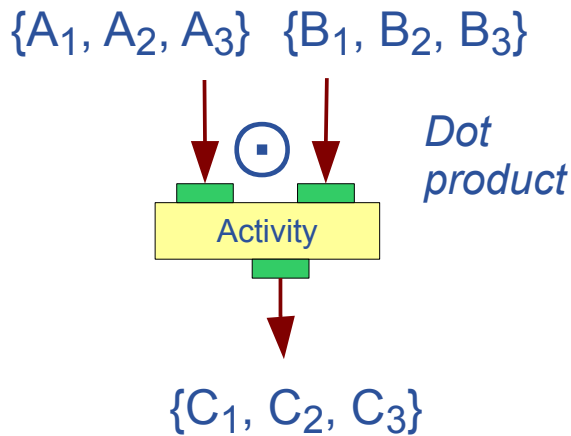 {A₁, A₂, A₃} {B₁, B₂, B₃}
Dot
product
Activity
{C₁, C₂, C₃}